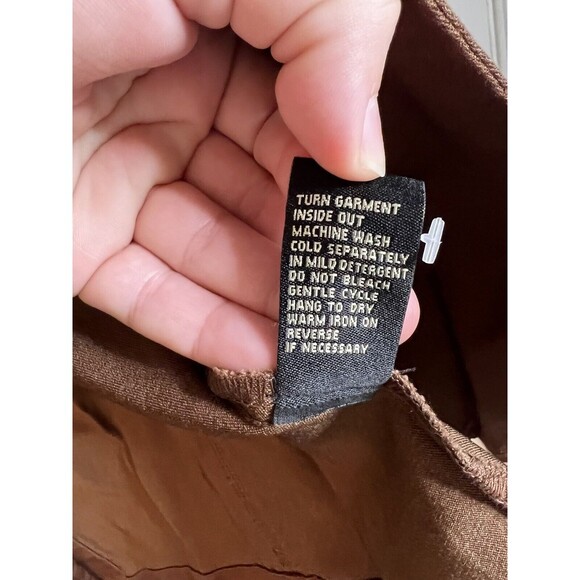 TURN GARMENT
INSIDE OUT
MACHINE WASH
COLD SEPARATELY
IN MILD DETERGENT
DO NOT BLEACH
GENTLE CYCLE
HANG TO DRY
WARM IRON ON
REVERSE
IF NECESSARY